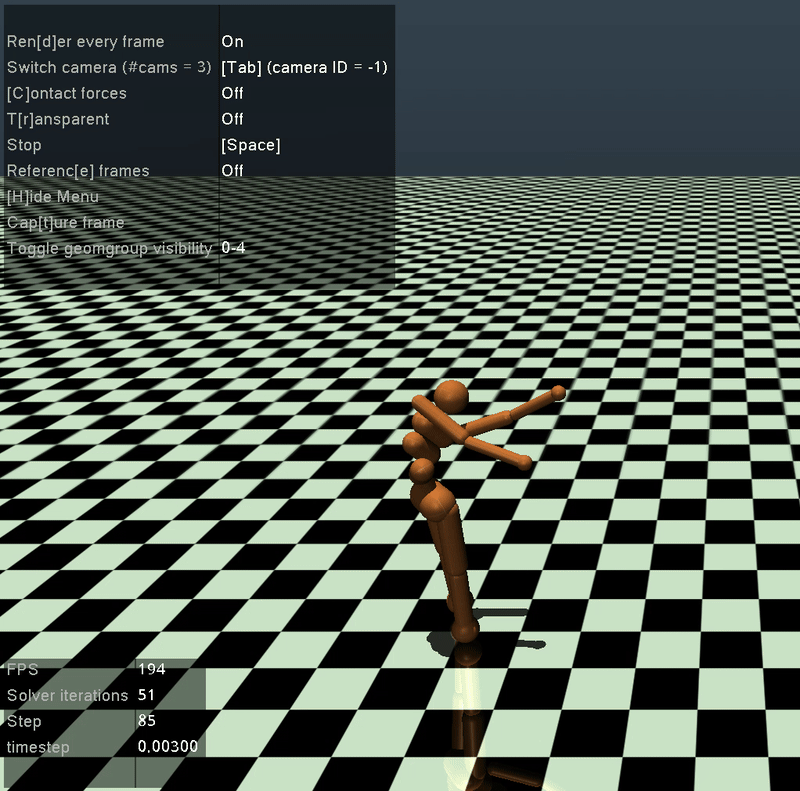 Ren[d]er every frame On
Switch camera (#cams = 3) [Tab] (camera ID = -1)
[C]ontact forces Off
T[r]ansparent Off
Stop [Space]
Referenc[e] frames Off
[H]ide Menu
Cap[t]ure frame
Toggle geomgroup visibility 0-4
FPS 194
Solver iterations 51
Step 85
timestep 0.00300